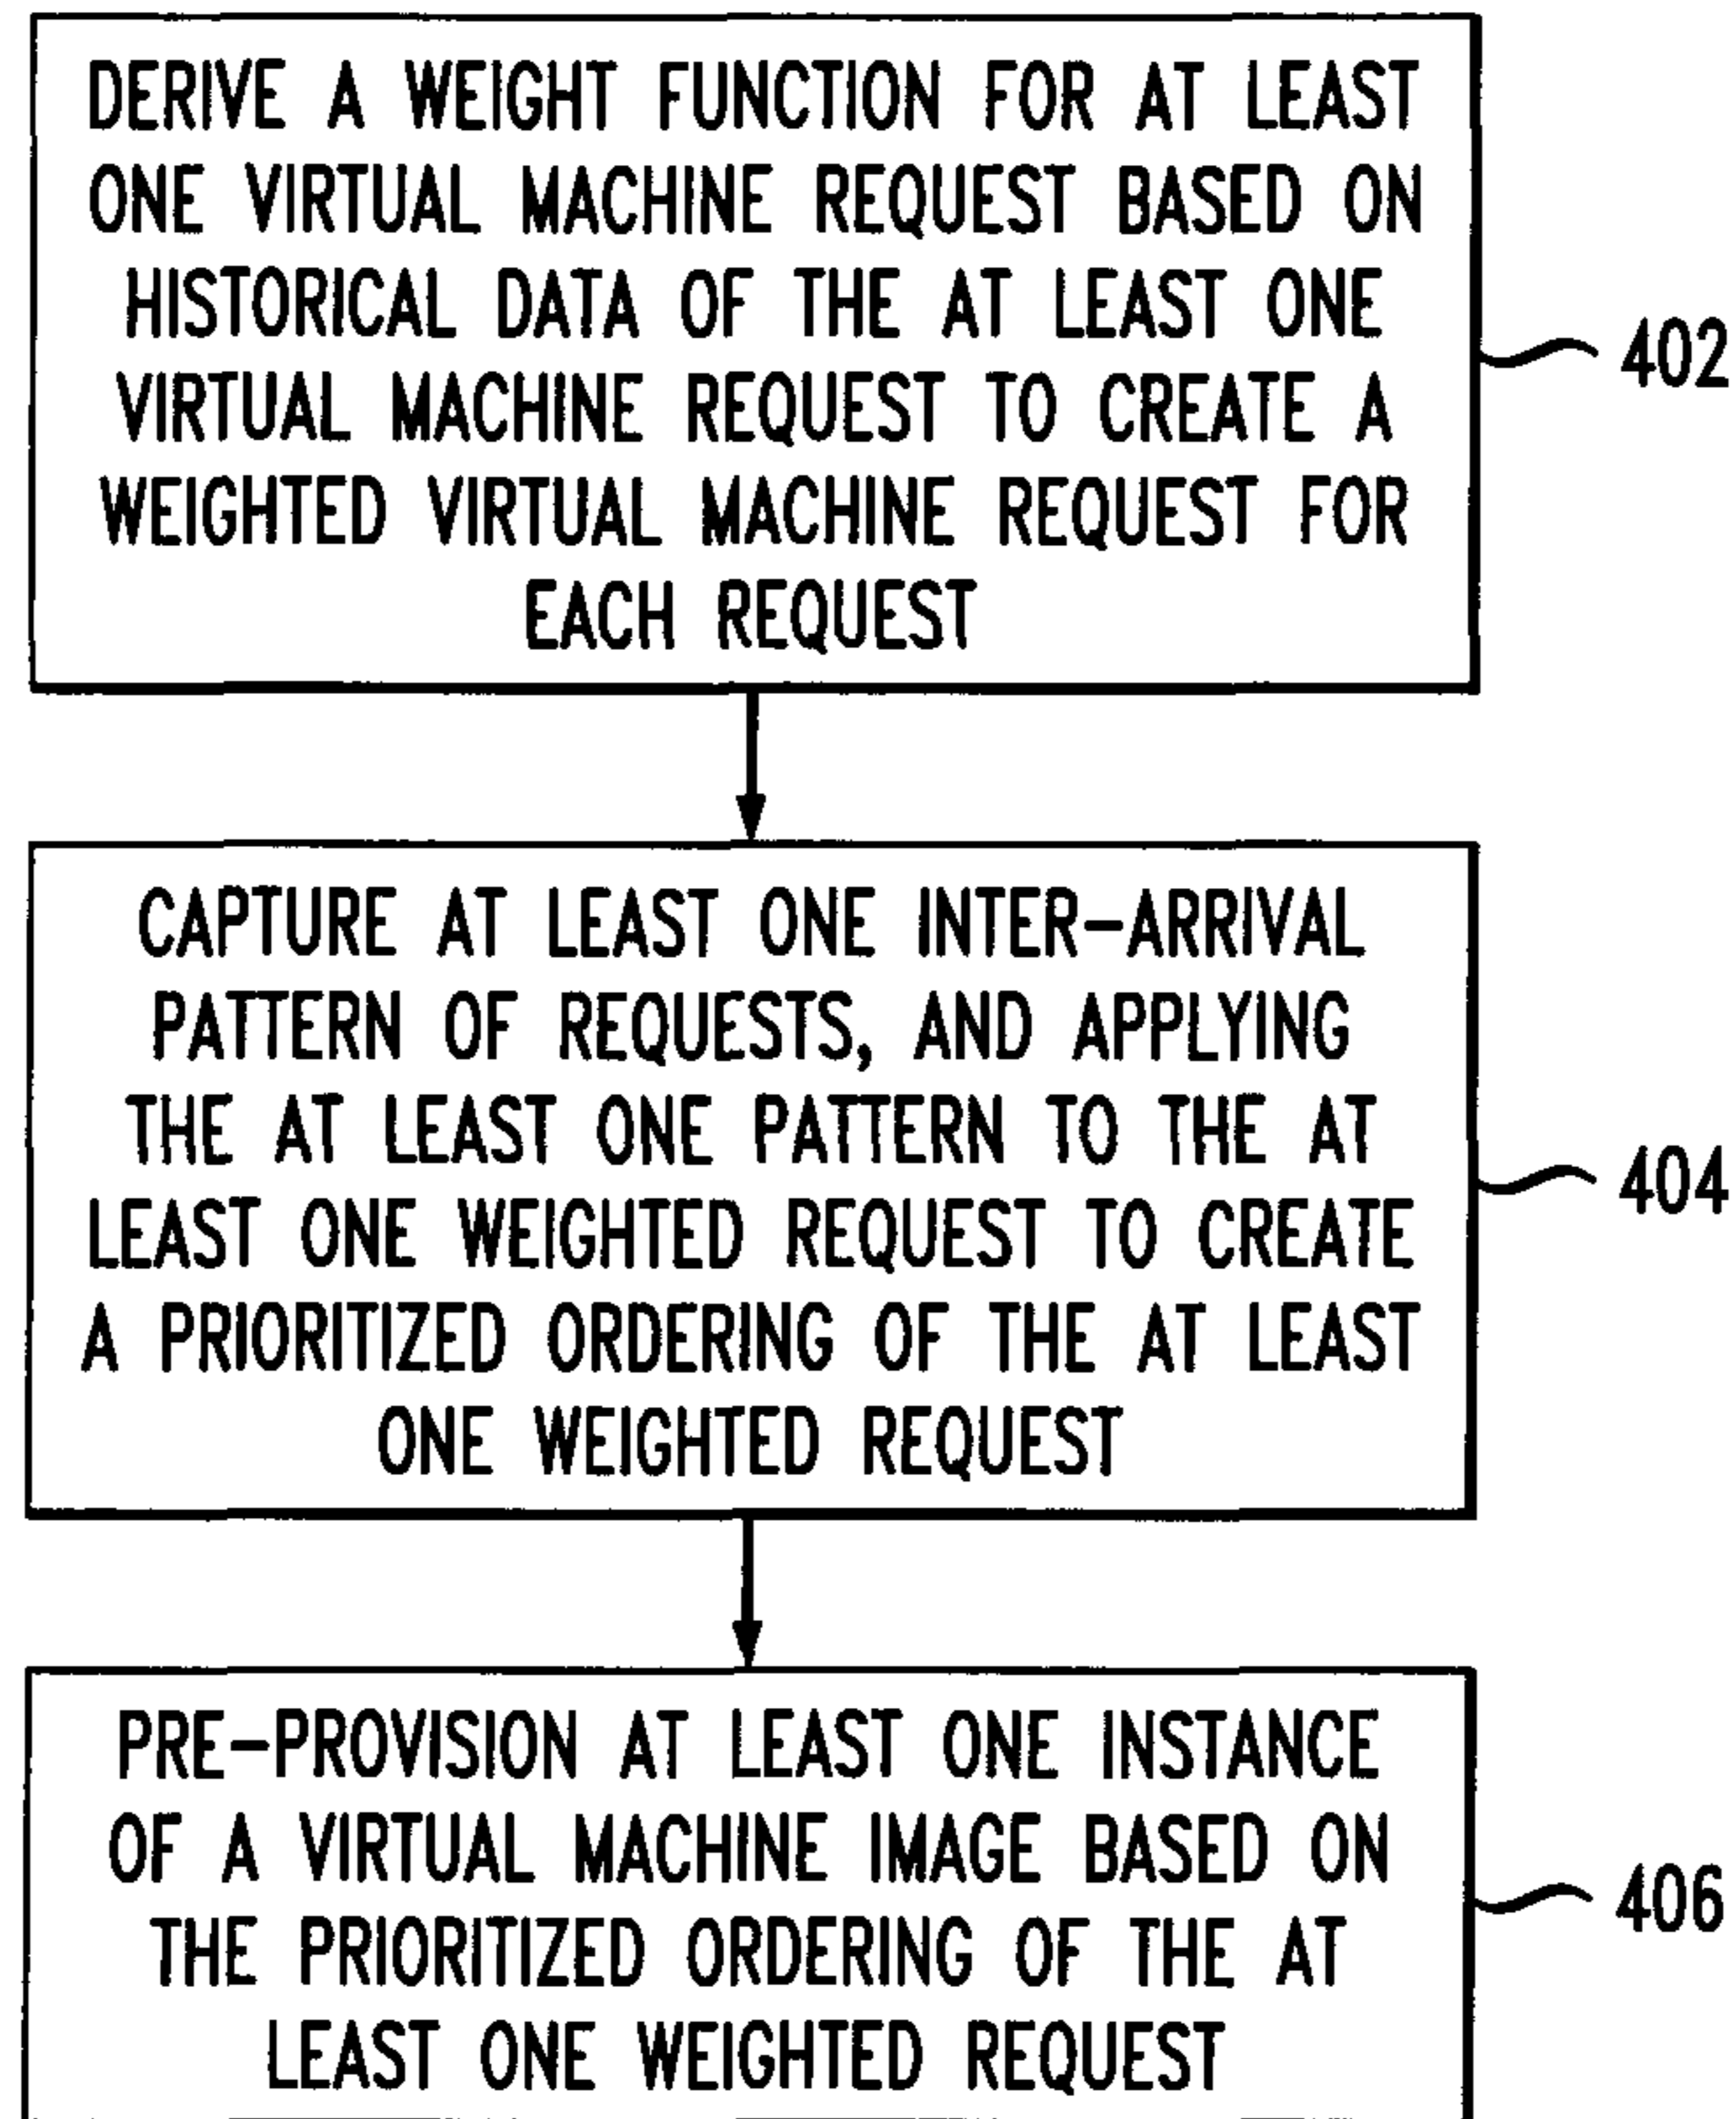 DERIVE A WEIGHT FUNCTION FOR AT LEAST
ONE VIRTUAL MACHINE REQUEST BASED ON
HISTORICAL DATA OF THE AT LEAST ONE
VIRTUAL MACHINE REQUEST TO CREATE A
WEIGHTED VIRTUAL MACHINE REQUEST FOR
EACH REQUEST
402
CAPTURE AT LEAST ONE INTER-ARRIVAL
PATTERN OF REQUESTS, AND APPLYING
THE AT LEAST ONE PATTERN TO THE AT
LEAST ONE WEIGHTED REQUEST TO CREATE
A PRIORITIZED ORDERING OF THE AT LEAST
ONE WEIGHTED REQUEST
404
PRE-PROVISION AT LEAST ONE INSTANCE
OF A VIRTUAL MACHINE IMAGE BASED ON
THE PRIORITIZED ORDERING OF THE AT
LEAST ONE WEIGHTED REQUEST
406